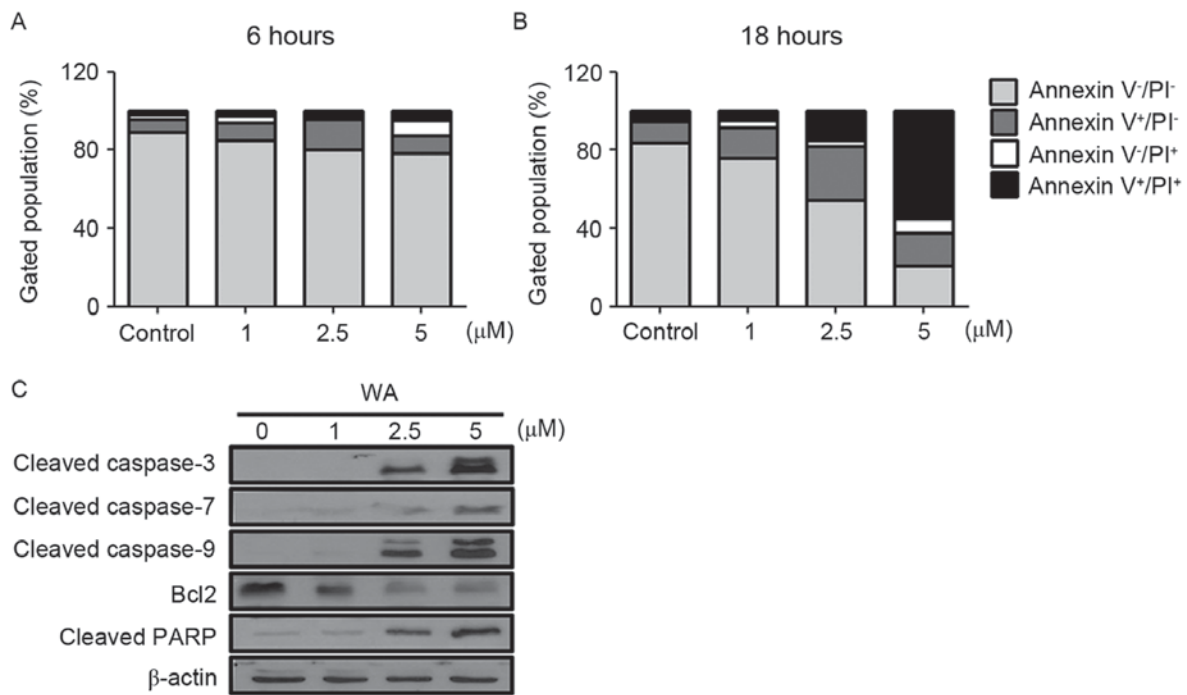 A
6 hours
120
80
40
0
Gated population (%)
Control 1 2.5 5 (μM)
B
18 hours
120
80
40
0
Gated population (%)
Control 1 2.5 5 (μM)
Annexin V⁻/PI⁻
Annexin V⁺/PI⁻
Annexin V⁻/PI⁺
Annexin V⁺/PI⁺
C
WA
0 1 2.5 5 (μM)
Cleaved caspase-3
Cleaved caspase-7
Cleaved caspase-9
Bcl2
Cleaved PARP
β-actin